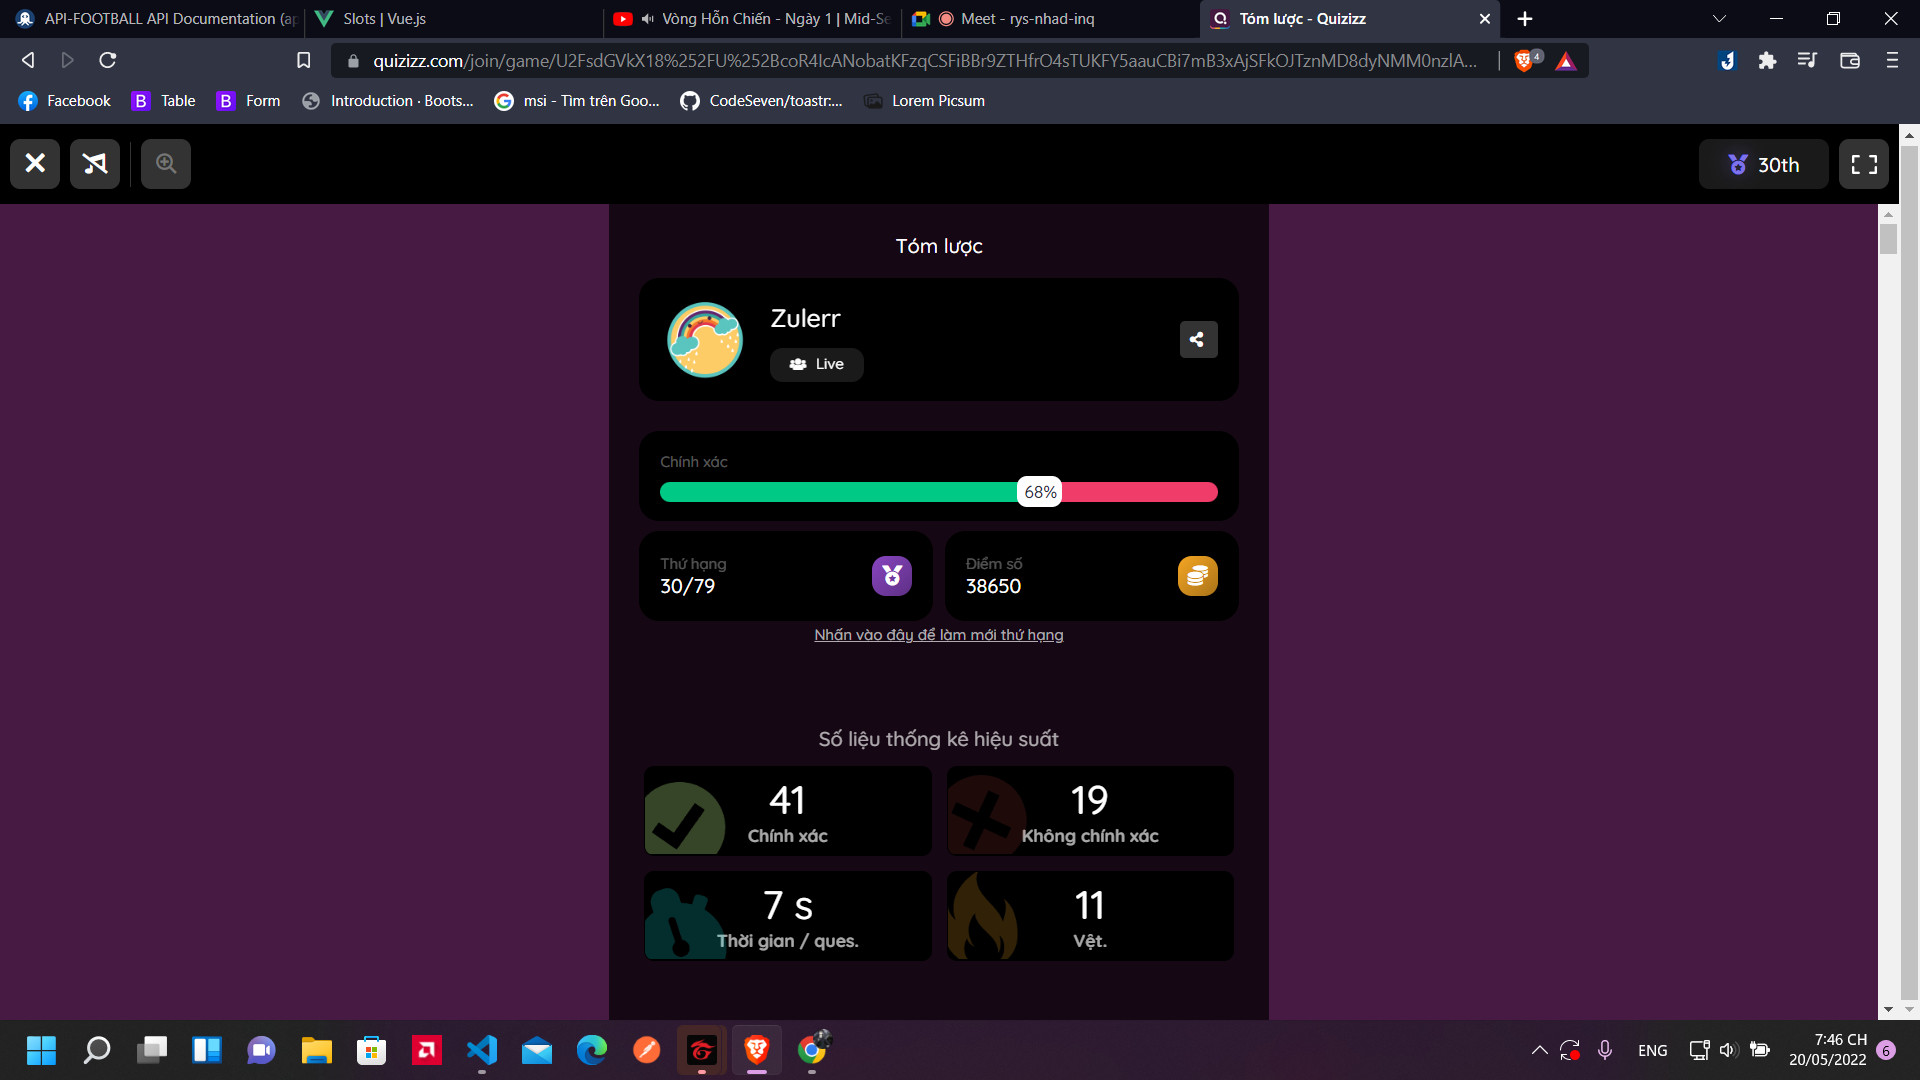 API-FOOTBALL API Documentation (ap
Slots | Vue.js
Vòng Hỗn Chiến - Ngày 1 | Mid-Se
Meet - rys-nhad-inq
Tóm lược - Quizizz
quizizz.com/join/game/U2FsdGVkX18%252FU%252BcoR4IcANobatKFzqCSFiBBr9ZTHfrO4sTUKFY5aauCBi7mB3xAjSFkOJTznMD8dyNMM0nzlA...
4
Facebook
Table
Form
Introduction · Boots...
msi - Tìm trên Goo...
CodeSeven/toastr:...
Lorem Picsum
30th
Tóm lược
Zulerr
Live
Chính xác
68%
Thứ hạng
30/79
Điểm số
38650
Nhấn vào đây để làm mới thứ hạng
Số liệu thống kê hiệu suất
41
Chính xác
19
Không chính xác
7 s
Thời gian / ques.
11
Vệt.
ENG
7:46 CH
20/05/2022
6